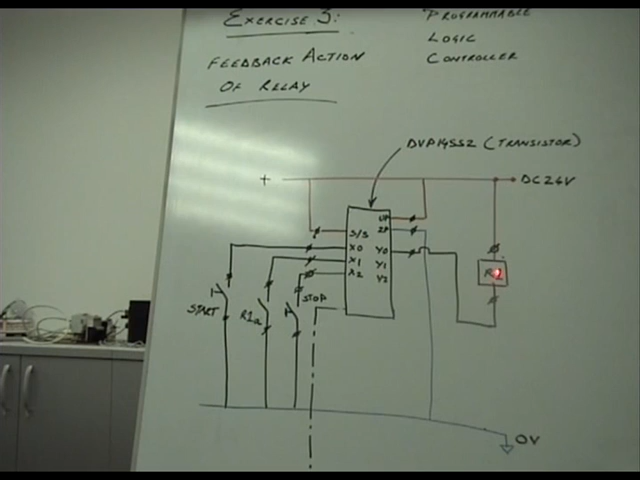 EXERCISE 3:
FEEDBACK ACTION
OF RELAY
PROGRAMMABLE
LOGIC
CONTROLLER
DVP14SS2 (TRANSISTOR)
+
DC24V
S/S
X0
X1
X2
UP
ZP
Y0
Y1
Y2
START
R1a
STOP
0V